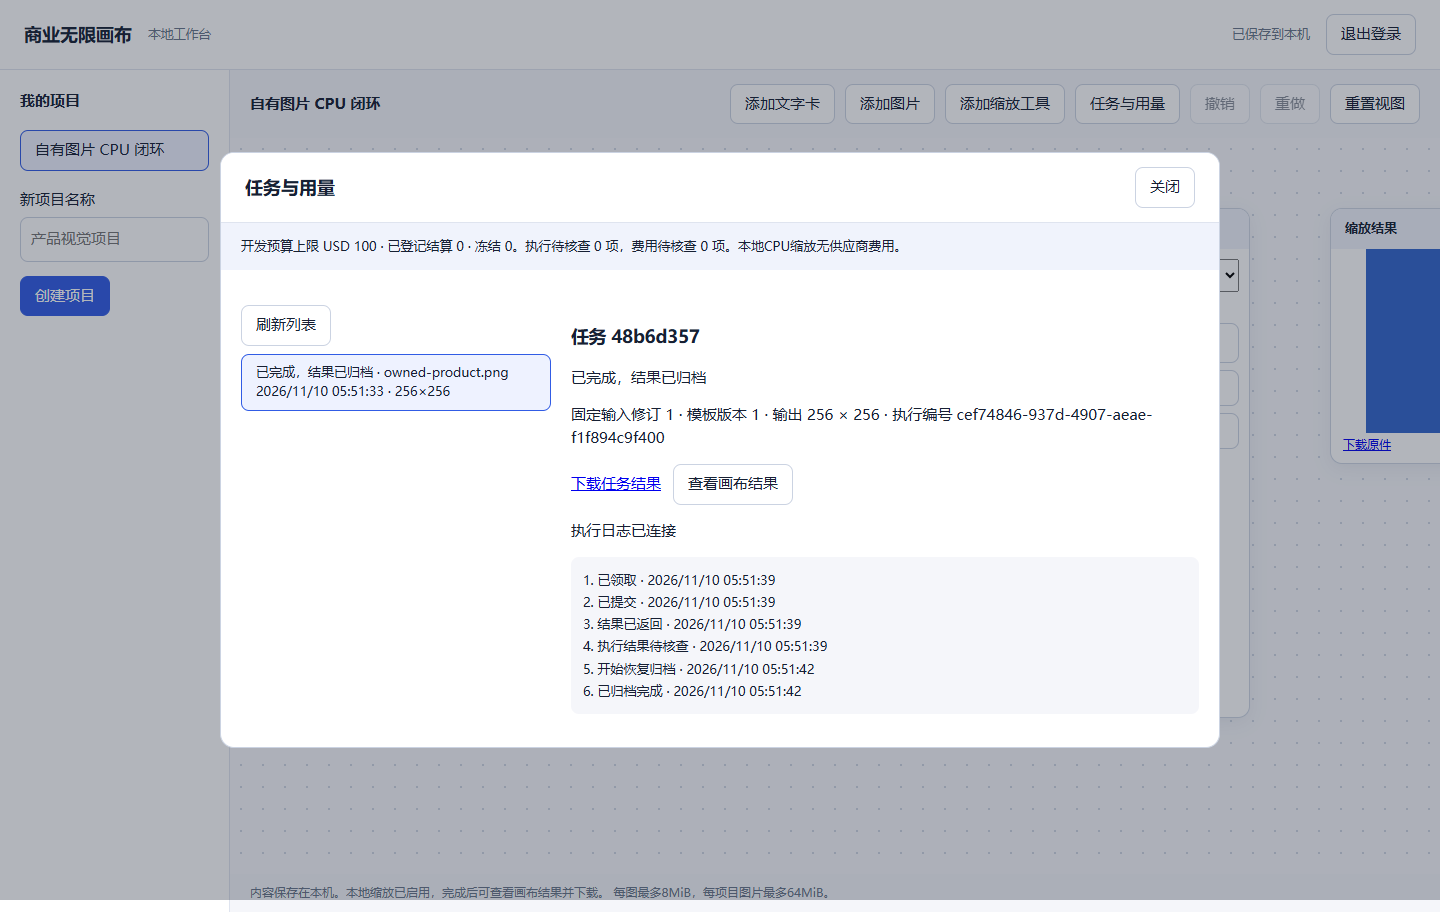 商业无限画布
本地工作台
已保存到本机
退出登录
我的项目
自有图片 CPU 闭环
新项目名称
产品视觉项目
创建项目
自有图片 CPU 闭环
添加文字卡
添加图片
添加缩放工具
任务与用量
撤销
重做
重置视图
任务与用量
关闭
开发预算上限 USD 100 · 已登记结算 0 · 冻结 0。执行待核查 0 项，费用待核查 0 项。本地CPU缩放无供应商费用。
刷新列表
已完成，结果已归档 · owned-product.png
2026/11/10 05:51:33 · 256×256
任务 48b6d357
已完成，结果已归档
固定输入修订 1 · 模板版本 1 · 输出 256 × 256 · 执行编号 cef74846-937d-4907-aeae-
f1f894c9f400
下载任务结果
查看画布结果
执行日志已连接
1. 已领取 · 2026/11/10 05:51:39
2. 已提交 · 2026/11/10 05:51:39
3. 结果已返回 · 2026/11/10 05:51:39
4. 执行结果待核查 · 2026/11/10 05:51:39
5. 开始恢复归档 · 2026/11/10 05:51:42
6. 已归档完成 · 2026/11/10 05:51:42
缩放结果
下载原件
内容保存在本机。本地缩放已启用，完成后可查看画布结果并下载。 每图最多8MiB，每项目图片最多64MiB。